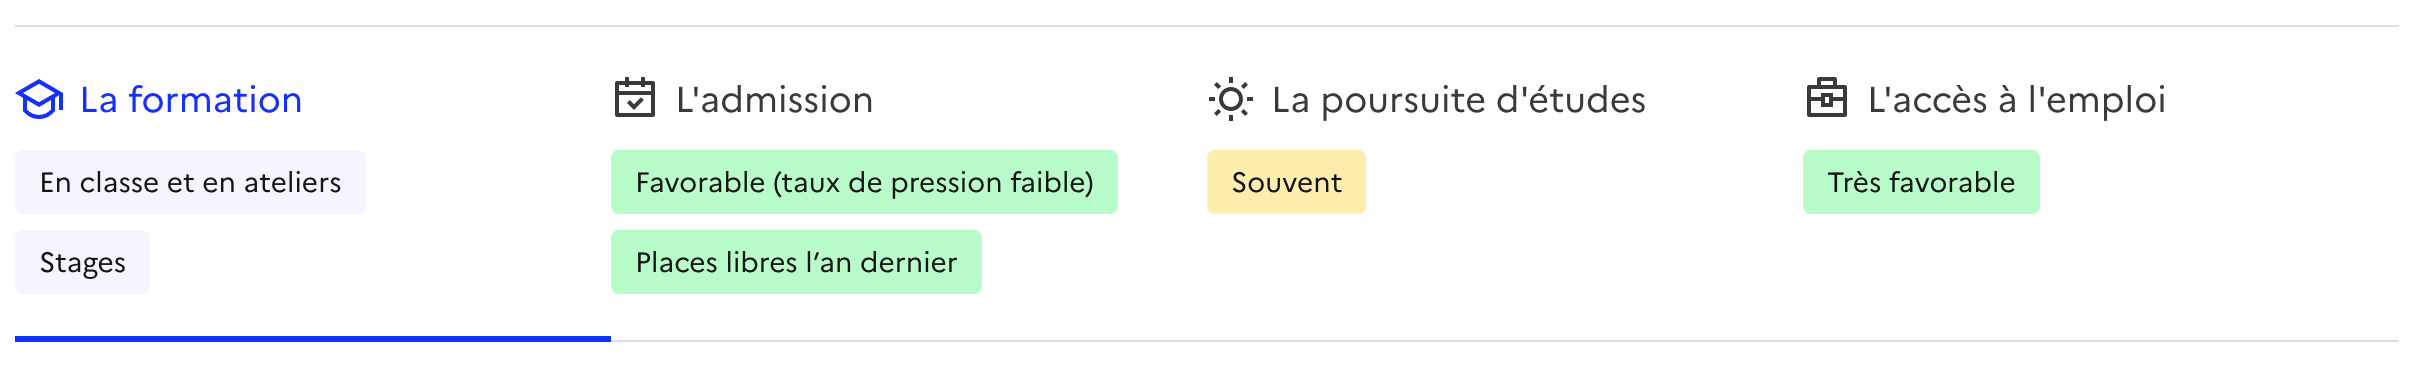 La formation
En classe et en ateliers
Stages
L'admission
Favorable (taux de pression faible)
Places libres l’an dernier
La poursuite d'études
Souvent
L'accès à l'emploi
Très favorable